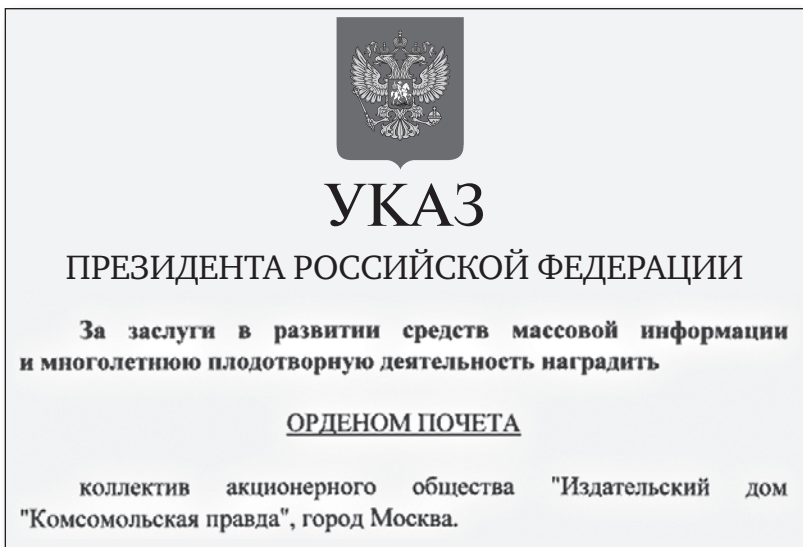 УКАЗ
ПРЕЗИДЕНТА РОССИЙСКОЙ ФЕДЕРАЦИИ
За заслуги в развитии средств массовой информации
и многолетнюю плодотворную деятельность наградить
ОРДЕНОМ ПОЧЕТА
коллектив акционерного общества "Издательский дом
"Комсомольская правда", город Москва.